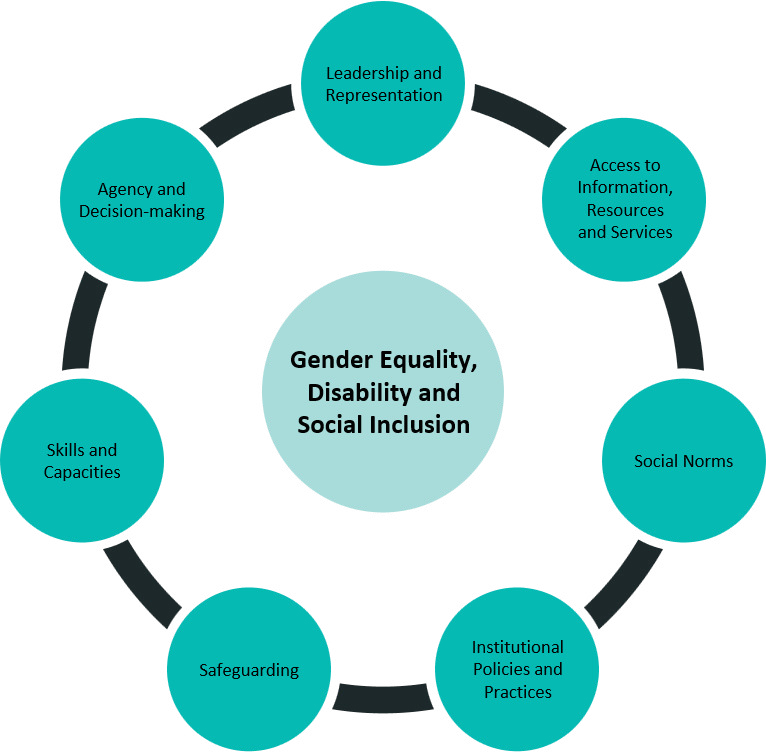 Leadership and
Representation
Access to
Information,
Resources
and Services
Social Norms
Institutional
Policies and
Practices
Safeguarding
Skills and
Capacities
Agency and
Decision-making
Gender Equality,
Disability and
Social Inclusion